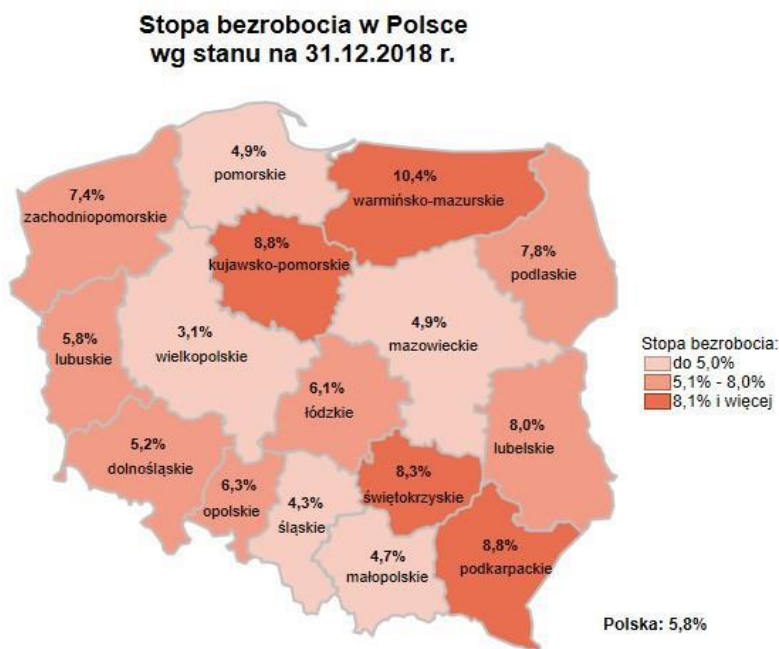 Stopa bezrobocia w Polsce
wg stanu na 31.12.2018 r.
4,9%
pomorskie
10,4%
warmińsko-mazurskie
7,4%
zachodniopomorskie
8,8%
kujawsko-pomorskie
7,8%
podlaskie
5,8%
lubuskie
3,1%
wielkopolskie
4,9%
mazowieckie
Stopa bezrobocia:
do 5,0%
5,1% - 8,0%
8,1% i więcej
6,1%
łódzkie
8,0%
lubelskie
5,2%
dolnośląskie
6,3%
opolskie
4,3%
śląskie
8,3%
świętokrzyskie
4,7%
małopolskie
8,8%
podkarpackie
Polska: 5,8%